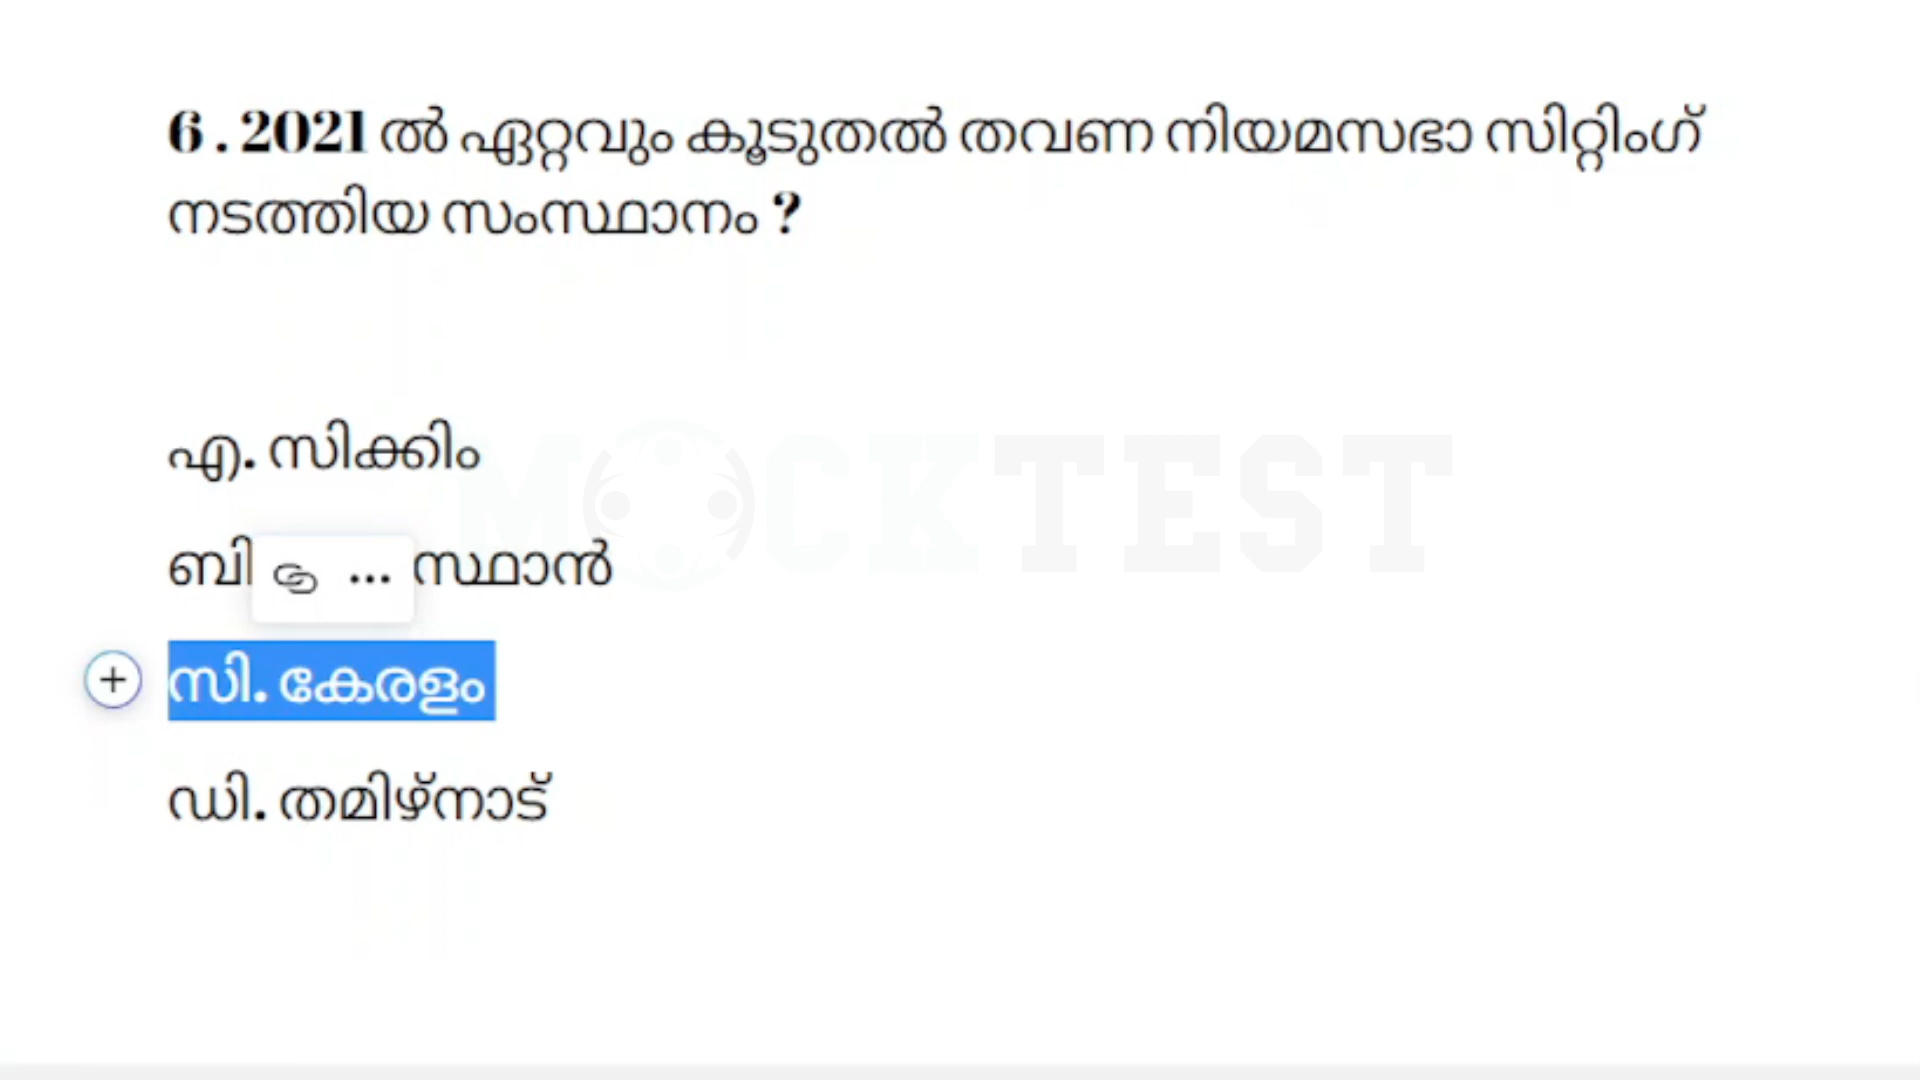 6 . 2021 ൽ ഏറ്റവും കൂടുതൽ തവണ നിയമസഭാ സിറ്റിംഗ്
നടത്തിയ സംസ്ഥാനം ?
എ. സിക്കിം
MOCKTEST
ബി ... സ്ഥാൻ
സി. കേരളം
ഡി. തമിഴ്നാട്